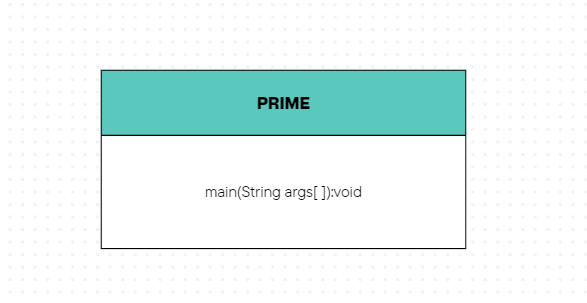 PRIME
main(String args[ ]):void